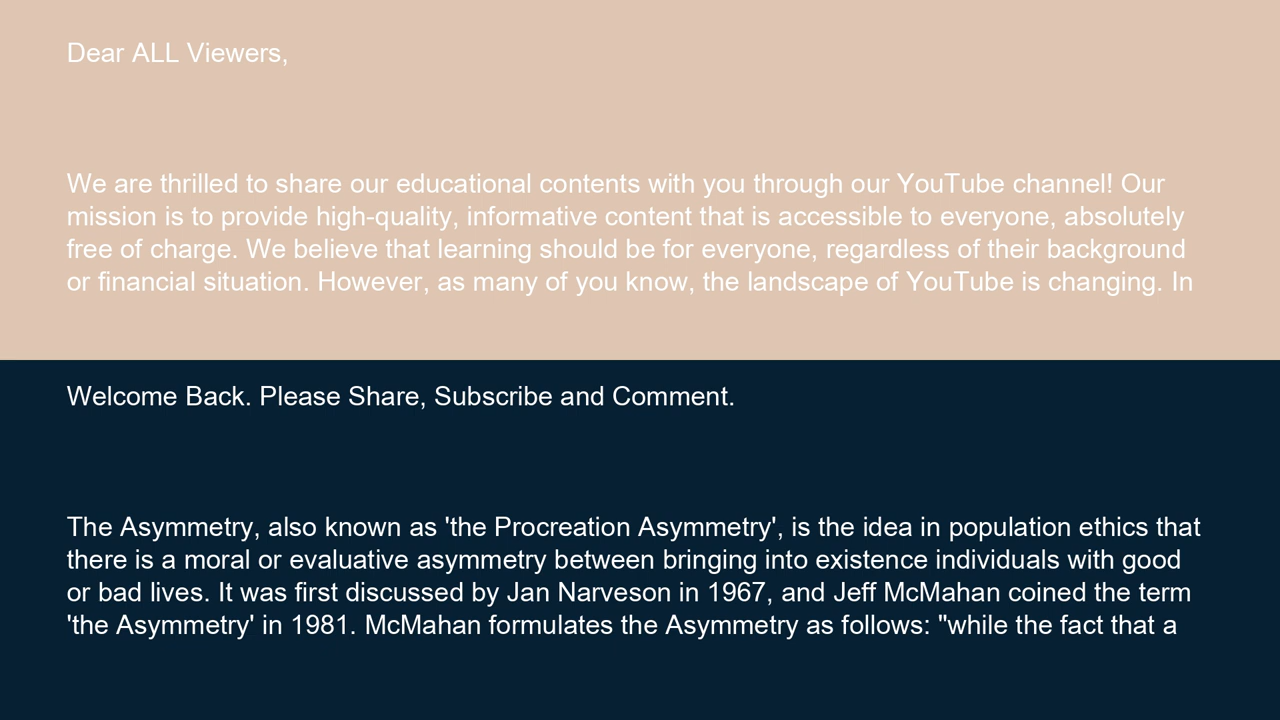 Dear ALL Viewers,
We are thrilled to share our educational contents with you through our YouTube channel! Our
mission is to provide high-quality, informative content that is accessible to everyone, absolutely
free of charge. We believe that learning should be for everyone, regardless of their background
or financial situation. However, as many of you know, the landscape of YouTube is changing. In
Welcome Back. Please Share, Subscribe and Comment.
The Asymmetry, also known as 'the Procreation Asymmetry', is the idea in population ethics that
there is a moral or evaluative asymmetry between bringing into existence individuals with good
or bad lives. It was first discussed by Jan Narveson in 1967, and Jeff McMahan coined the term
'the Asymmetry' in 1981. McMahan formulates the Asymmetry as follows: "while the fact that a